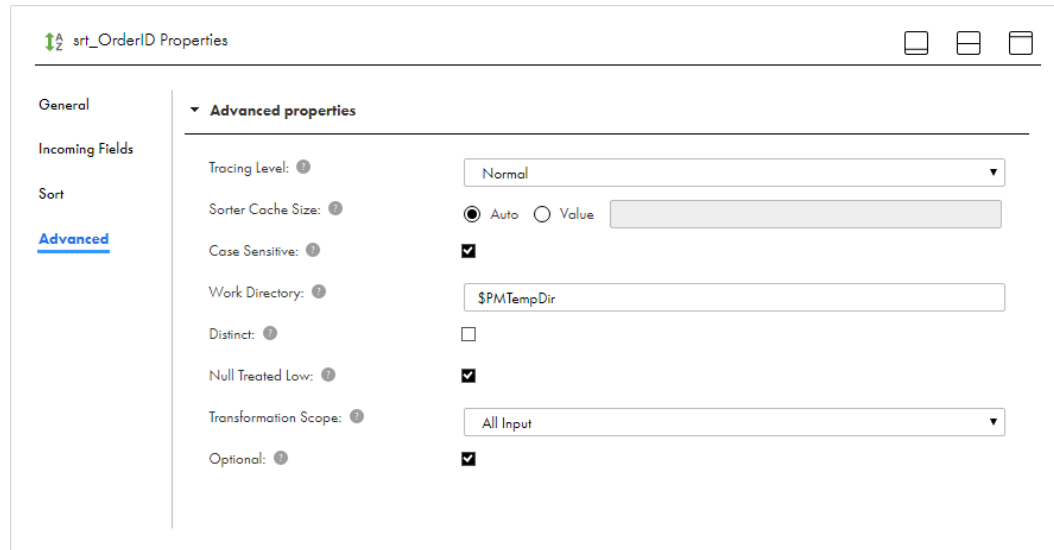 srt_OrderID Properties
General
Incoming Fields
Sort
Advanced
Advanced properties
Tracing Level: ?
Normal
Sorter Cache Size: ?
Auto
Value
Case Sensitive: ?
Work Directory: ?
$PMTempDir
Distinct: ?
Null Treated Low: ?
Transformation Scope: ?
All Input
Optional: ?